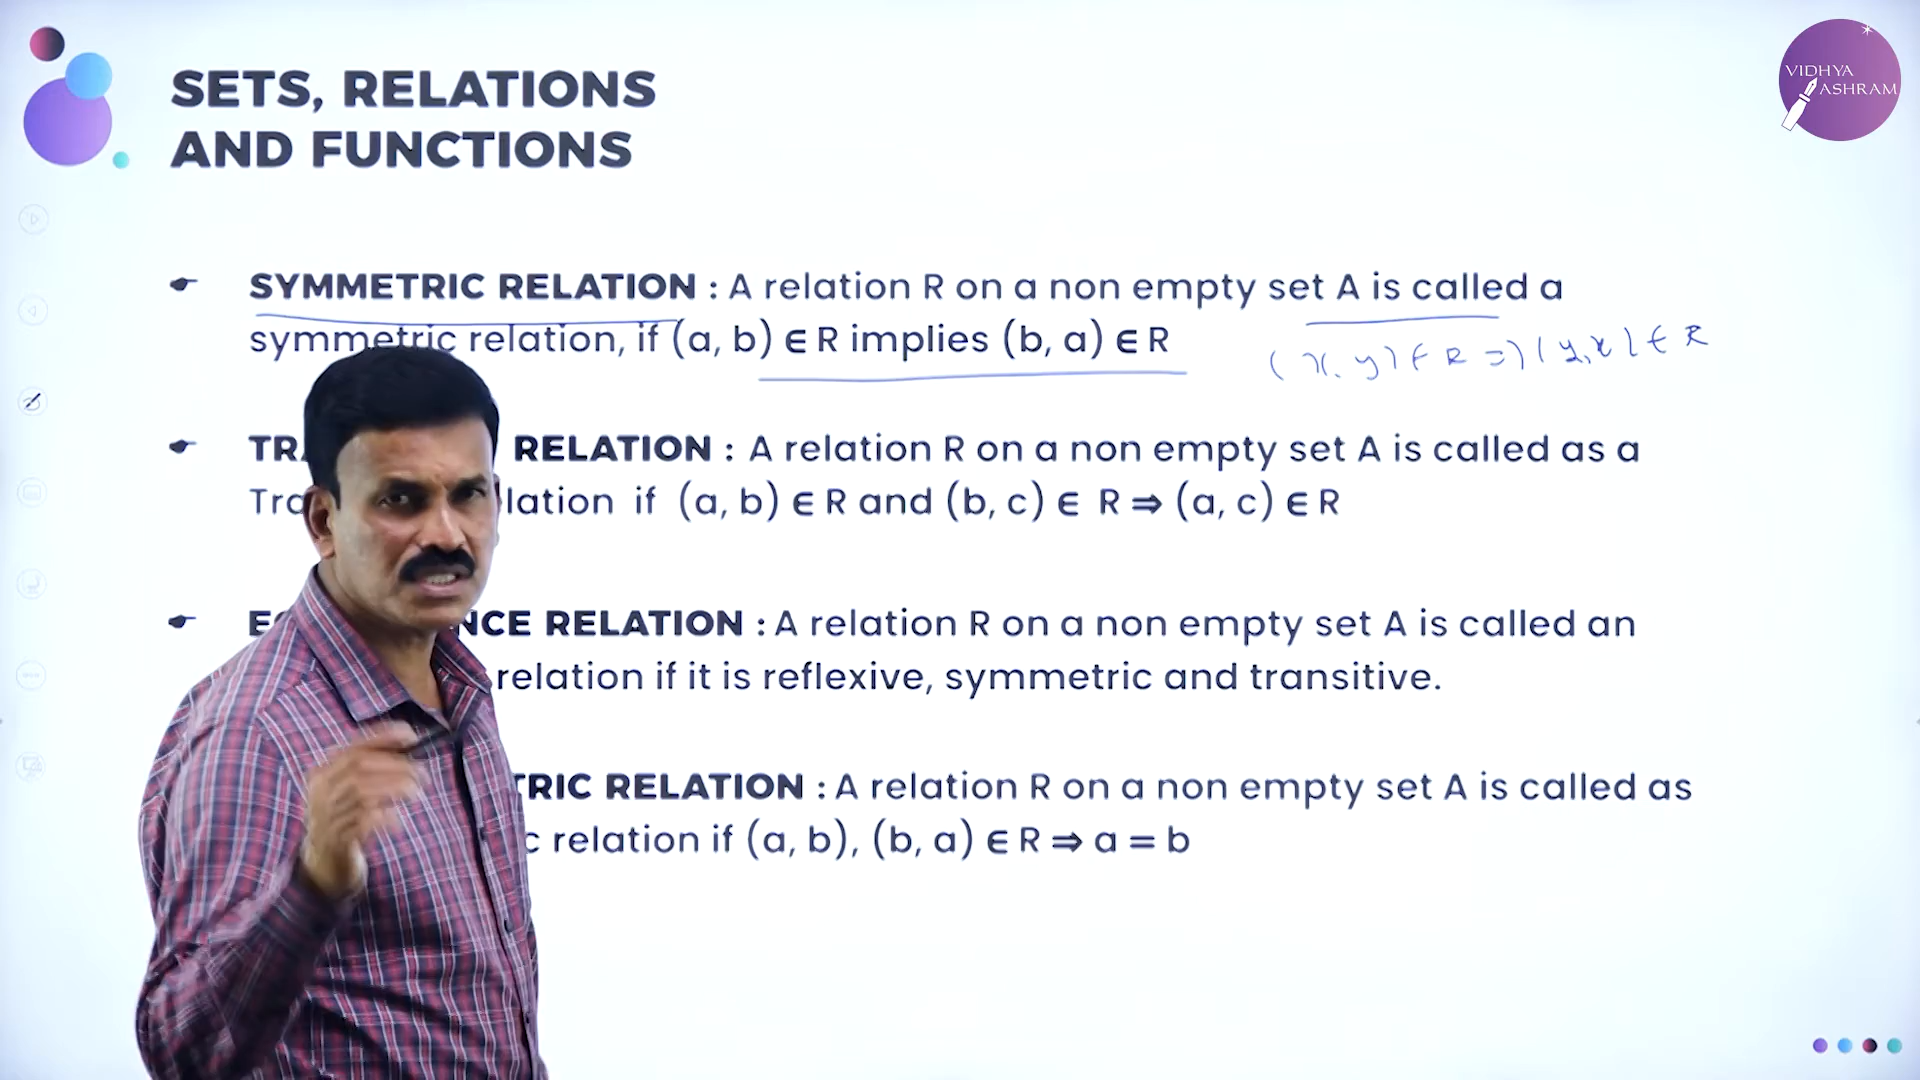 SETS, RELATIONS
AND FUNCTIONS
VIDHYA
ASHRAM
SYMMETRIC RELATION : A relation R on a non empty set A is called a
symmetric relation, if (a, b) ∈ R implies (b, a) ∈ R
(x, y) ∈ R ⇒ (y, x) ∈ R
RELATION : A relation R on a non empty set A is called as a
if (a, b) ∈ R and (b, c) ∈ R ⇒ (a, c) ∈ R
RELATION : A relation R on a non empty set A is called an
relation if it is reflexive, symmetric and transitive.
RELATION : A relation R on a non empty set A is called as
relation if (a, b), (b, a) ∈ R ⇒ a = b